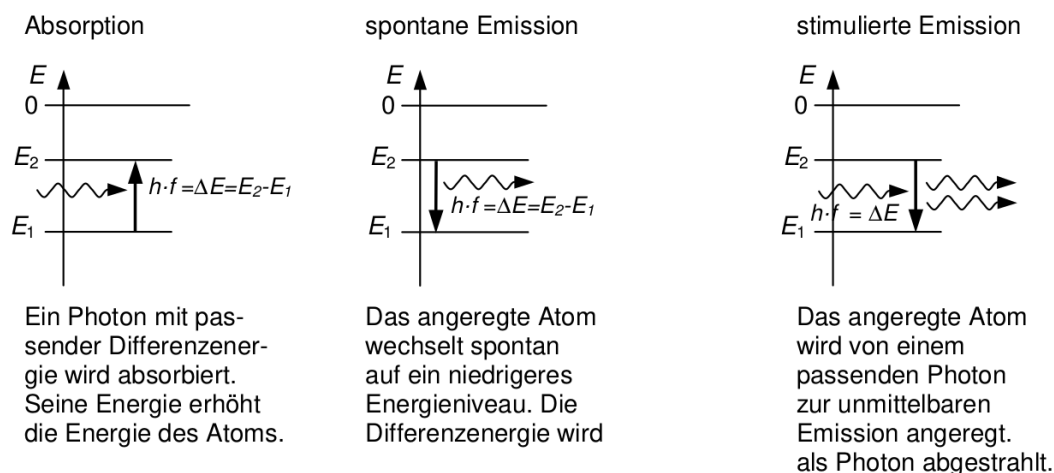 Absorption
E
0
E2
h·f =ΔE=E2-E1
E1
Ein Photon mit pas-
sender Differenzener-
gie wird absorbiert.
Seine Energie erhöht
die Energie des Atoms.
spontane Emission
E
0
E2
h·f =ΔE=E2-E1
E1
Das angeregte Atom
wechselt spontan
auf ein niedrigeres
Energieniveau. Die
Differenzenergie wird
stimulierte Emission
E
0
E2
h·f = ΔE
E1
Das angeregte Atom
wird von einem
passenden Photon
zur unmittelbaren
Emission angeregt.
als Photon abgestrahlt.